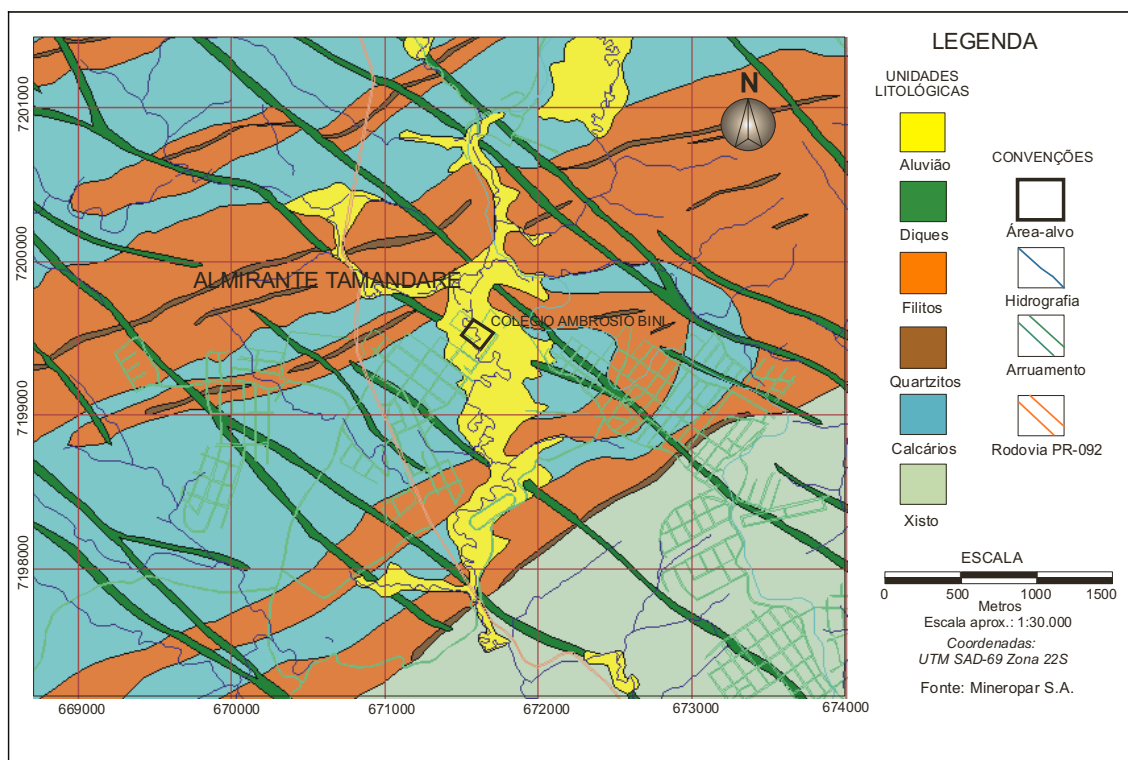 LEGENDA
UNIDADES
LITOLÓGICAS
Aluvião
Diques
Filitos
Quartzitos
Calcários
Xisto
CONVENÇÕES
Área-alvo
Hidrografia
Arruamento
Rodovia PR-092
ESCALA
0 500 1000 1500
Metros
Escala aprox.: 1:30.000
Coordenadas:
UTM SAD-69 Zona 22S
Fonte: Mineropar S.A.
N
ALMIRANTE TAMANDARÉ
COLÉGIO AMBRÓSIO BINI
7201000
7200000
7199000
7198000
669000 670000 671000 672000 673000 674000